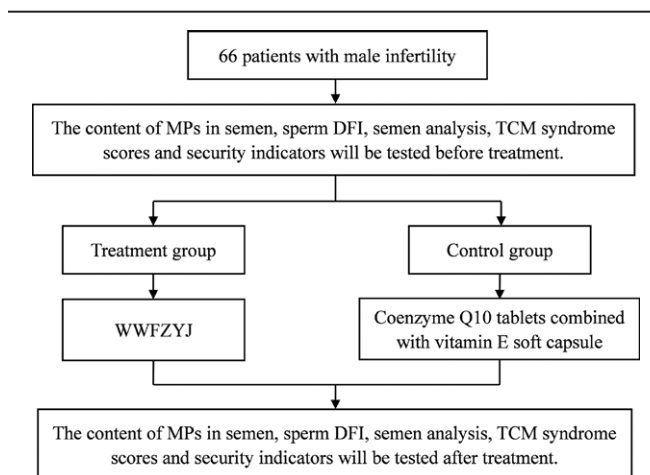 66 patients with male infertility
The content of MPs in semen, sperm DFI, semen analysis, TCM syndrome
scores and security indicators will be tested before treatment.
Treatment group
Control group
WWFZYJ
Coenzyme Q10 tablets combined
with vitamin E soft capsule
The content of MPs in semen, sperm DFI, semen analysis, TCM syndrome
scores and security indicators will be tested after treatment.